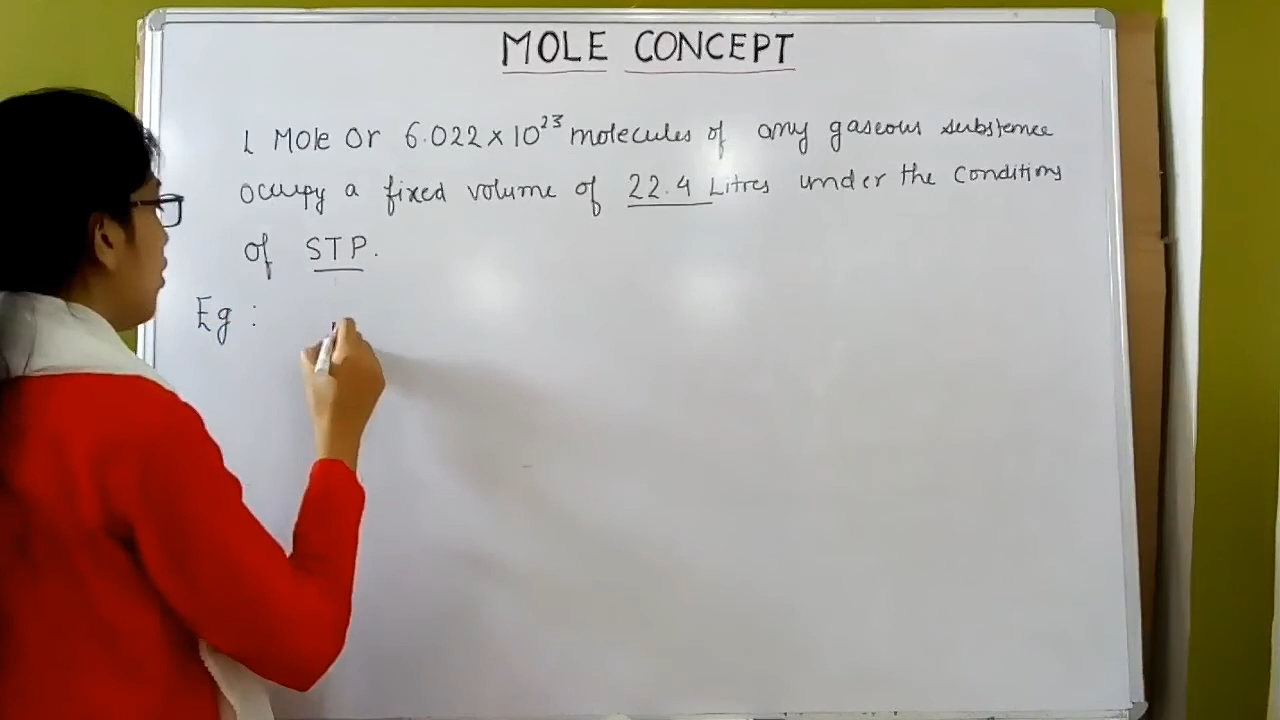 MOLE CONCEPT
1 Mole Or 6.022 × 10²³ molecules of any gaseous substence
occupy a fixed volume of 22.4 Litres under the conditions
of STP.
Eg :